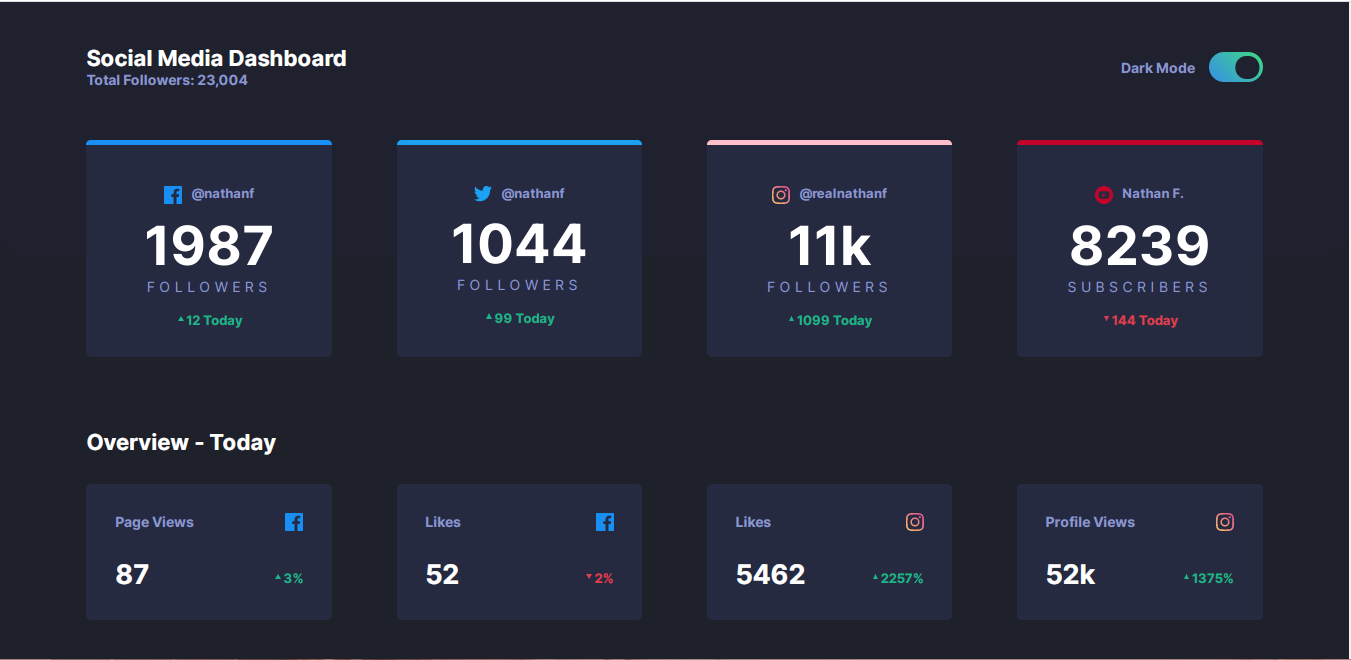 Social Media Dashboard
Total Followers: 23,004
Dark Mode
@nathanf
1987
FOLLOWERS
▲ 12 Today
@nathanf
1044
FOLLOWERS
▲ 99 Today
@realnathanf
11k
FOLLOWERS
▲ 1099 Today
Nathan F.
8239
SUBSCRIBERS
▼ 144 Today
Overview - Today
Page Views
87
▲ 3%
Likes
52
▼ 2%
Likes
5462
▲ 2257%
Profile Views
52k
▲ 1375%